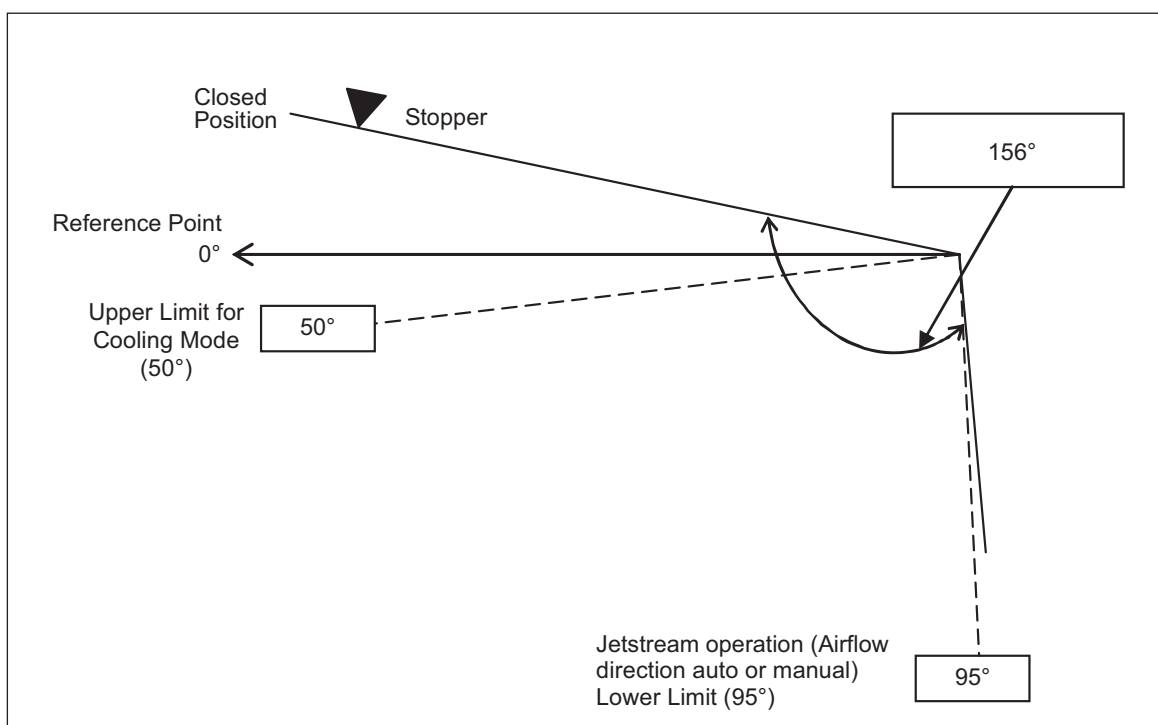 Closed
Position
Stopper
156°
Reference Point
0°
Upper Limit for
Cooling Mode
(50°)
50°
Jetstream operation (Airflow
direction auto or manual)
Lower Limit (95°)
95°